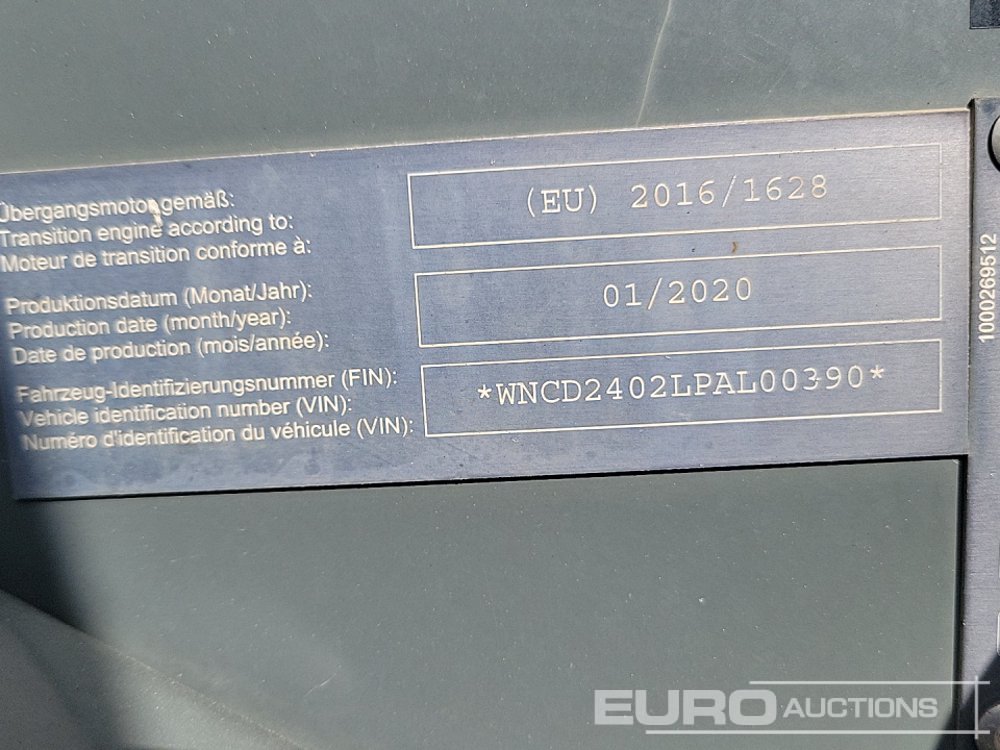 Übergangsmotor gemäß:
Transition engine according to:
Moteur de transition conforme à:
(EU) 2016/1628
Produktionsdatum (Monat/Jahr):
Production date (month/year):
Date de production (mois/année):
01/2020
Fahrzeug-Identifizierungsnummer (FIN):
Vehicle identification number (VIN):
Numéro d'identification du véhicule (VIN):
*WNCD2402LPAL00390*
1000269512
EURO AUCTIONS